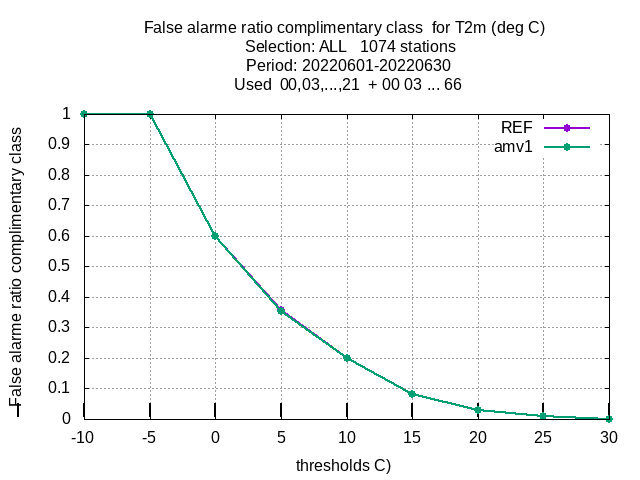 False alarme ratio complimentary class  for T2m (deg C)
Selection: ALL   1074 stations
Period: 20220601-20220630
Used  00,03,...,21  + 00 03 ... 66
REF
amv1
1
0.9
0.8
0.7
0.6
0.5
0.4
0.3
0.2
0.1
0
False alarme ratio complimentary class
-10 -5 0 5 10 15 20 25 30
thresholds C)